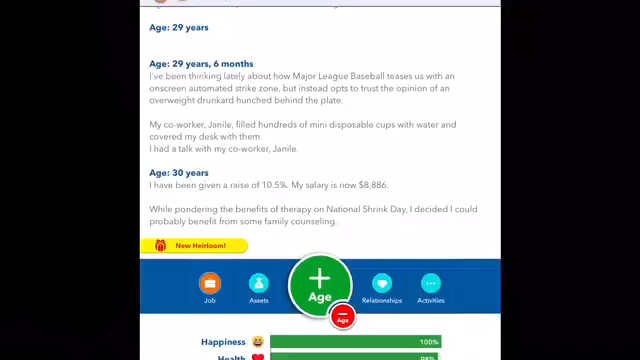 Age: 29 years
Age: 29 years, 6 months
I've been thinking lately about how Major League Baseball teases us with an
onscreen automated strike zone, but instead opts to trust the opinion of an
overweight drunkard hunched behind the plate.
My co-worker, Janile, filled hundreds of mini disposable cups with water and
covered my desk with them.
I had a talk with my co-worker, Janile.
Age: 30 years
I have been given a raise of 10.5%. My salary is now $8,886.
While pondering the benefits of therapy on National Shrink Day, I decided I could
probably benefit from some family counseling.
New Heirloom!
Job
Assets
Age
Age
Relationships
Activities
Happiness 100%
Health 98%